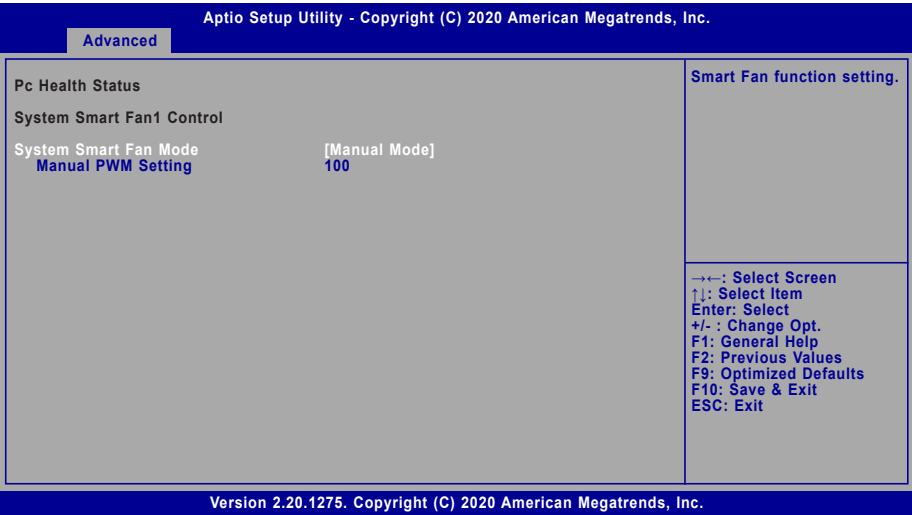 Aptio Setup Utility - Copyright (C) 2020 American Megatrends, Inc.
Advanced
Pc Health Status
System Smart Fan1 Control
System Smart Fan Mode [Manual Mode]
Manual PWM Setting 100
Smart Fan function setting.
→←: Select Screen
↑↓: Select Item
Enter: Select
+/- : Change Opt.
F1: General Help
F2: Previous Values
F9: Optimized Defaults
F10: Save & Exit
ESC: Exit
Version 2.20.1275. Copyright (C) 2020 American Megatrends, Inc.